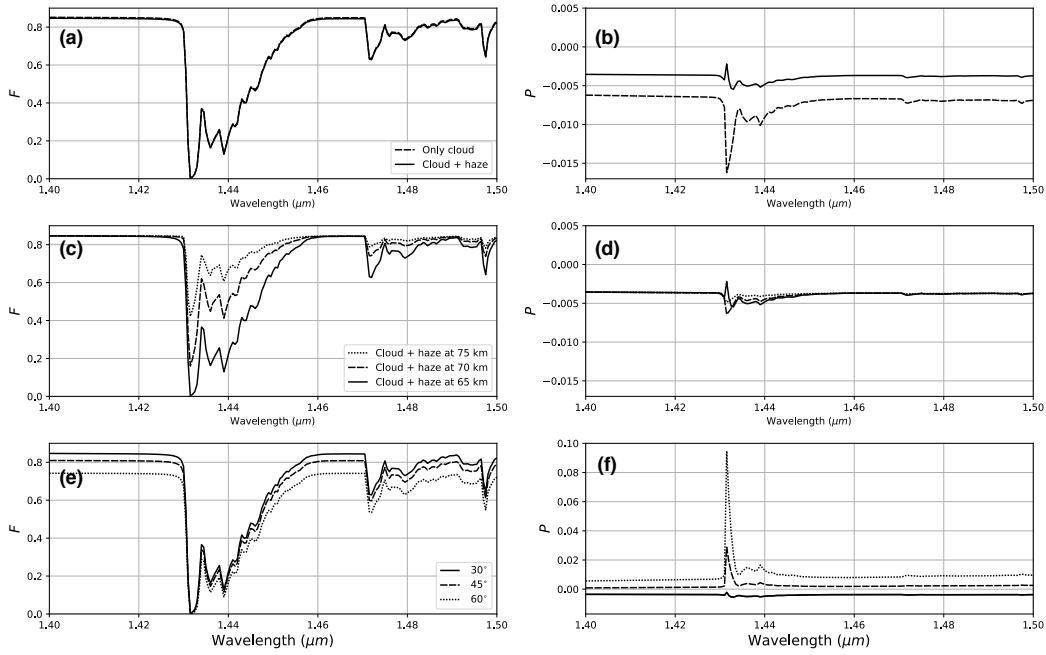 (a)
F
0.8
0.6
0.4
0.2
0.0
1.40 1.42 1.44 1.46 1.48 1.50
Wavelength (μm)
Only cloud
Cloud + haze
(b)
P
0.005
0.000
−0.005
−0.010
−0.015
1.40 1.42 1.44 1.46 1.48 1.50
Wavelength (μm)
(c)
F
0.8
0.6
0.4
0.2
0.0
1.40 1.42 1.44 1.46 1.48 1.50
Wavelength (μm)
Cloud + haze at 75 km
Cloud + haze at 70 km
Cloud + haze at 65 km
(d)
P
0.005
0.000
−0.005
−0.010
−0.015
1.40 1.42 1.44 1.46 1.48 1.50
Wavelength (μm)
(e)
F
0.8
0.6
0.4
0.2
0.0
1.40 1.42 1.44 1.46 1.48 1.50
Wavelength (μm)
30°
45°
60°
(f)
P
0.10
0.08
0.06
0.04
0.02
0.00
1.40 1.42 1.44 1.46 1.48 1.50
Wavelength (μm)